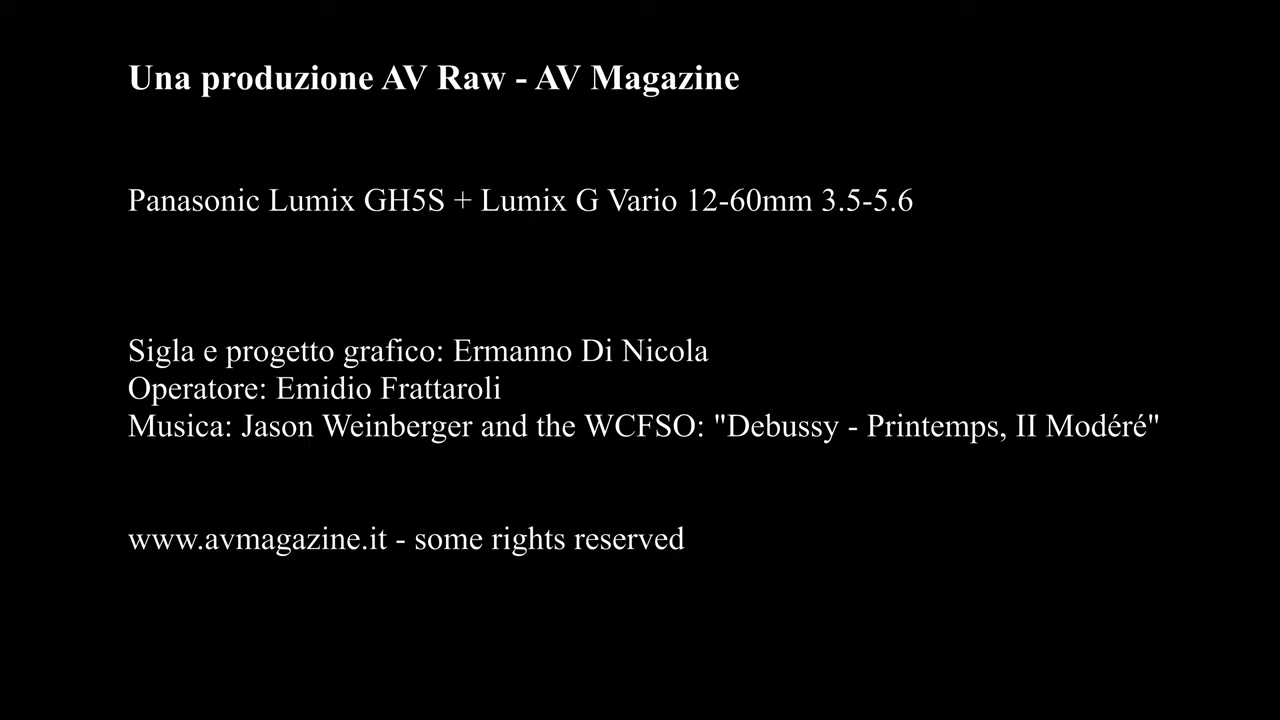 Una produzione AV Raw - AV Magazine
Panasonic Lumix GH5S + Lumix G Vario 12-60mm 3.5-5.6
Sigla e progetto grafico: Ermanno Di Nicola
Operatore: Emidio Frattaroli
Musica: Jason Weinberger and the WCFSO: "Debussy - Printemps, II Modéré"
www.avmagazine.it - some rights reserved